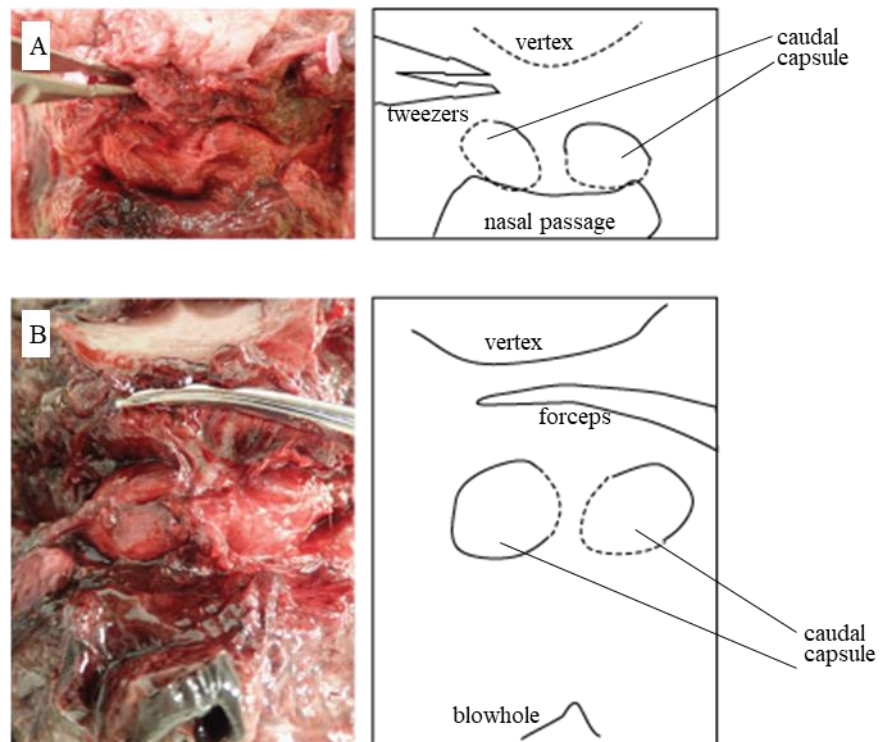 A
vertex
caudal
capsule
tweezers
nasal passage
B
vertex
forceps
caudal
capsule
blowhole